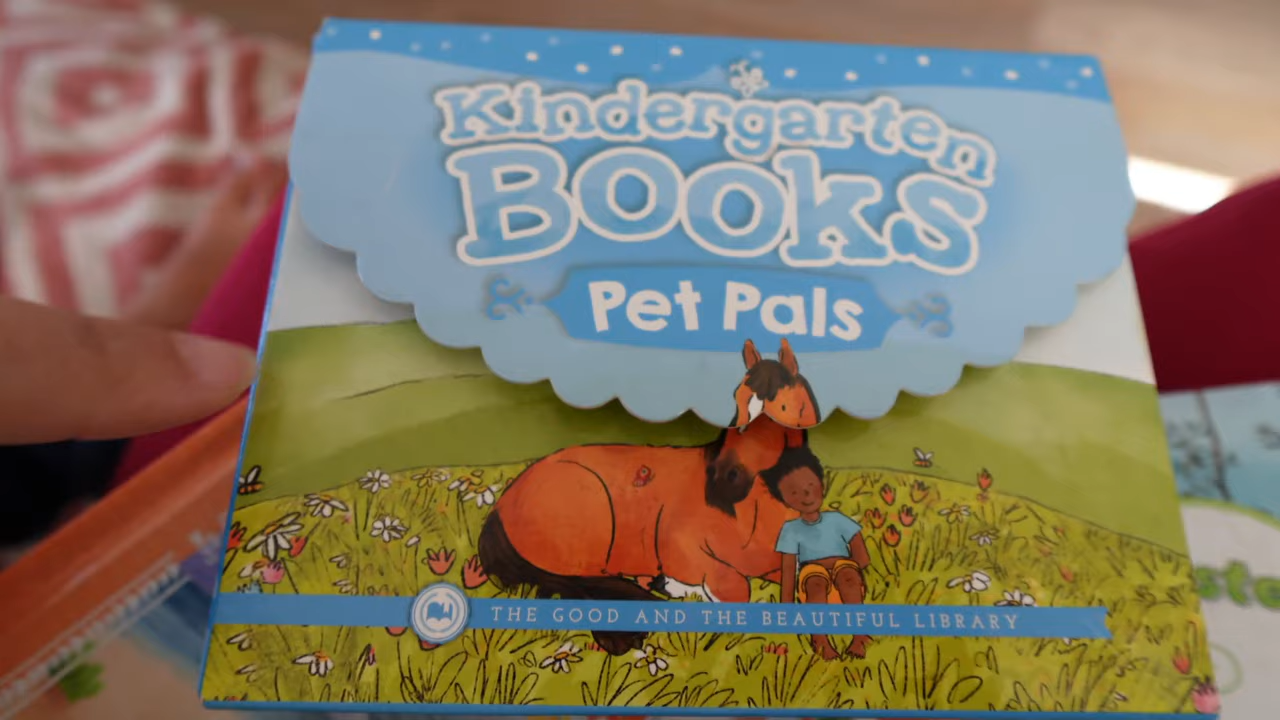 Kindergarten
BOOKS
Pet Pals
THE GOOD AND THE BEAUTIFUL LIBRARY